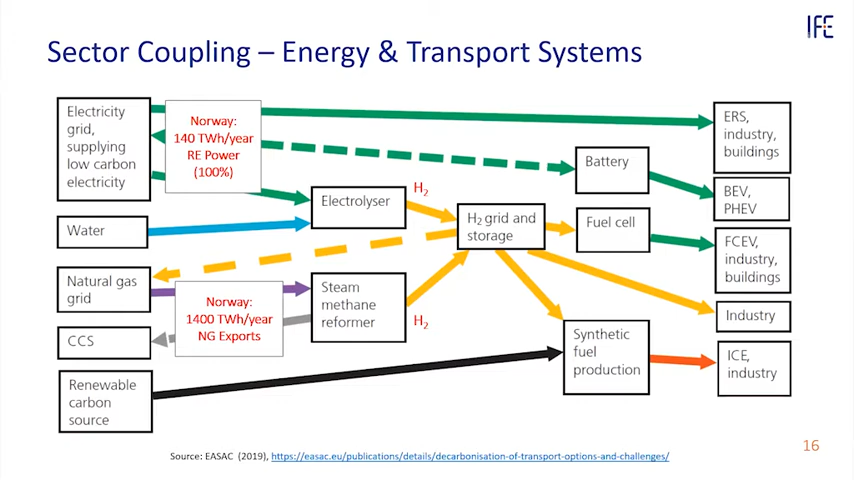 IFE
Sector Coupling – Energy & Transport Systems
Electricity
grid,
supplying
low carbon
electricity
Norway:
140 TWh/year
RE Power
(100%)
ERS,
industry,
buildings
Battery
BEV,
PHEV
Electrolyser
H2
Water
H2 grid and
storage
Fuel cell
FCEV,
industry,
buildings
Natural gas
grid
Norway:
1400 TWh/year
NG Exports
Steam
methane
reformer
H2
Industry
CCS
Synthetic
fuel
production
ICE,
industry
Renewable
carbon
source
16
Source: EASAC (2019), https://easac.eu/publications/details/decarbonisation-of-transport-options-and-challenges/